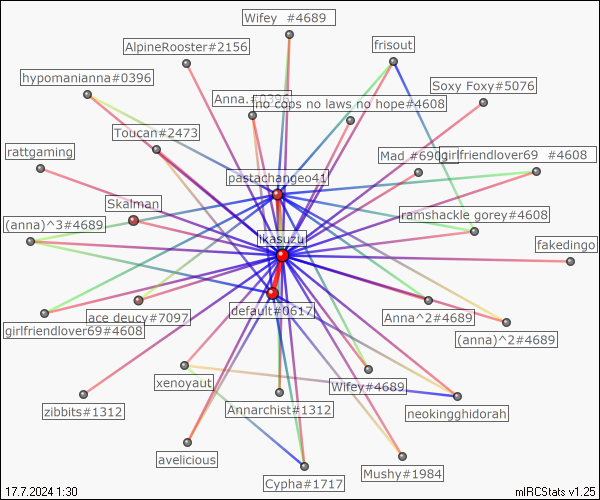 Wifey  #4689
AlpineRooster#2156
frisout
hypomanianna#0396
Soxy Foxy#5076
Anna.#0396
no cops no laws no hope#4608
Toucan#2473
rattgaming
Mad #690
girlfriendlover69  #4608
pastachange041
Skalman
(anna)^3#4689
ramshackle gorey#4608
ikasuzu
fakedingo
default#0617
ace deucy#7097
Anna^2#4689
girlfriendlover69#4608
(anna)^2#4689
xenoyaut
Wifey#4689
zibbits#1312
Annarchist#1312
neokingghidorah
avelicious
Cypha#1717
Mushy#1984
17.7.2024 1:30
mIRCStats v1.25